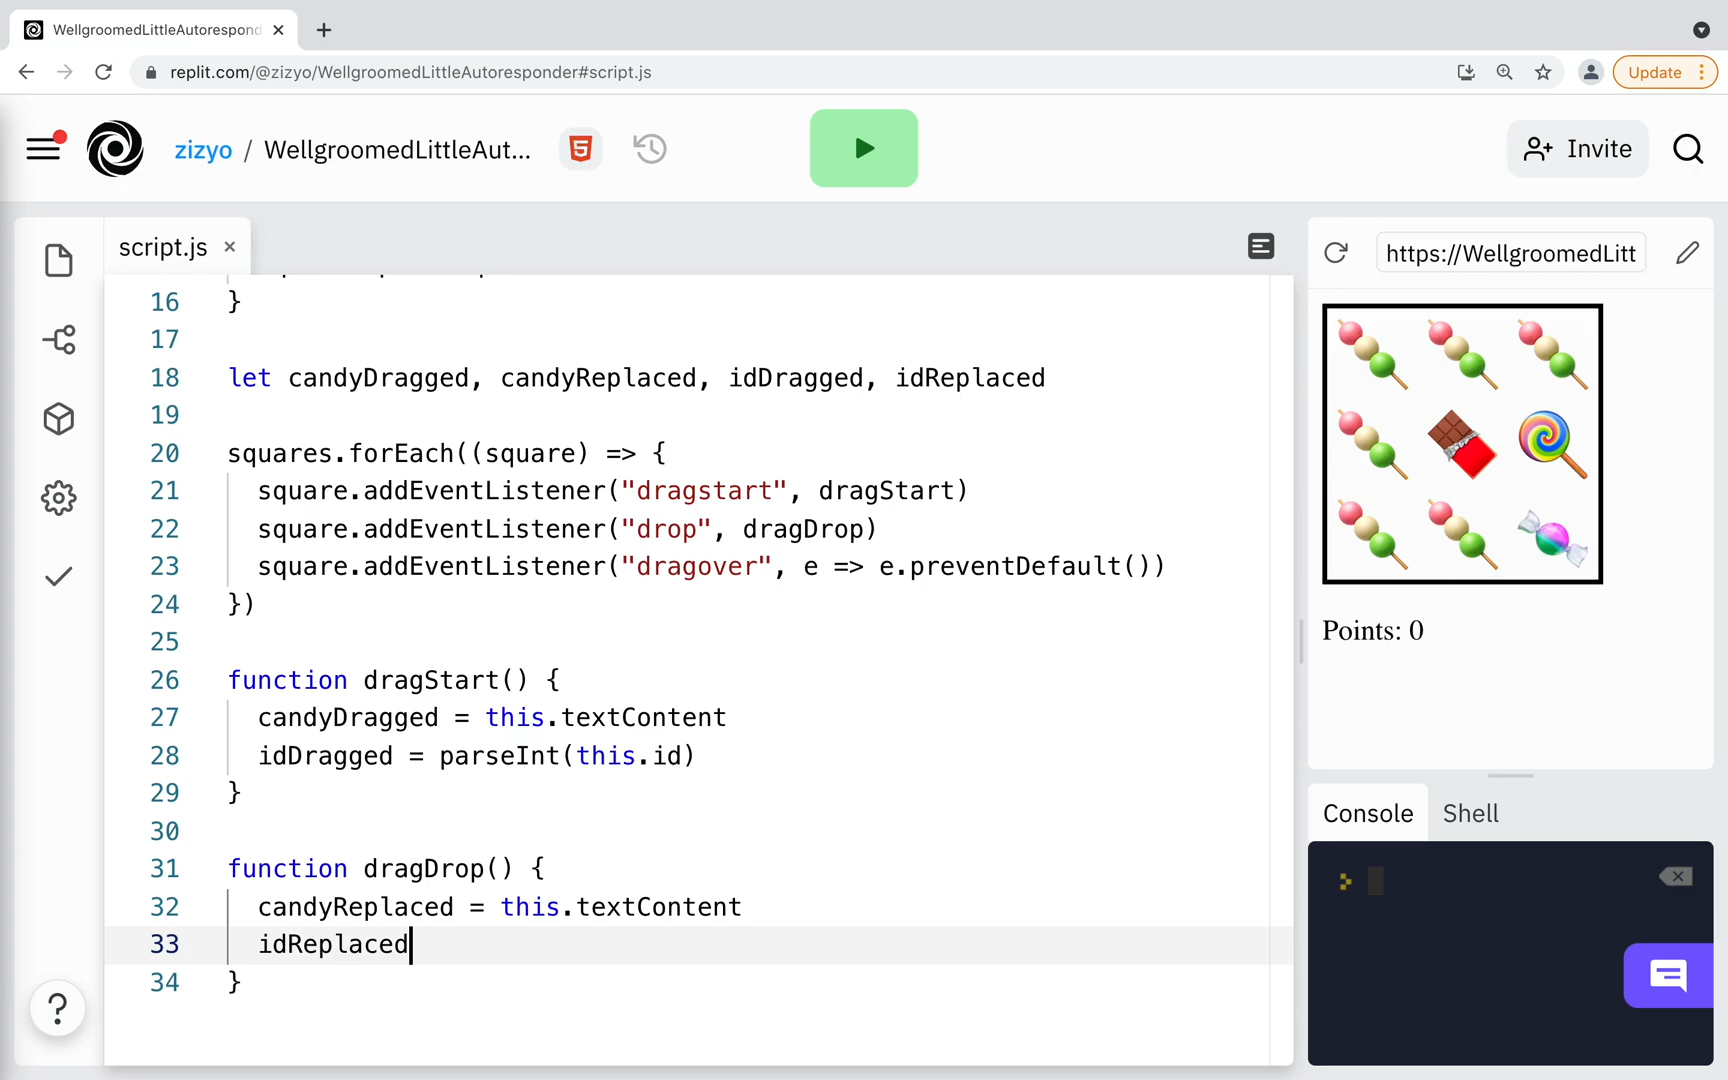 WellgroomedLittleAutorespond
replit.com/@zizyo/WellgroomedLittleAutoresponder#script.js
Update
zizyo / WellgroomedLittleAut...
5
Invite
script.js
https://WellgroomedLitt
16 }
17
18 let candyDragged, candyReplaced, idDragged, idReplaced
19
20 squares.forEach((square) => {
21 square.addEventListener("dragstart", dragStart)
22 square.addEventListener("drop", dragDrop)
23 square.addEventListener("dragover", e => e.preventDefault())
24 })
25
26 function dragStart() {
27 candyDragged = this.textContent
28 idDragged = parseInt(this.id)
29 }
30
31 function dragDrop() {
32 candyReplaced = this.textContent
33 idReplaced
34 }
Points: 0
Console Shell
?